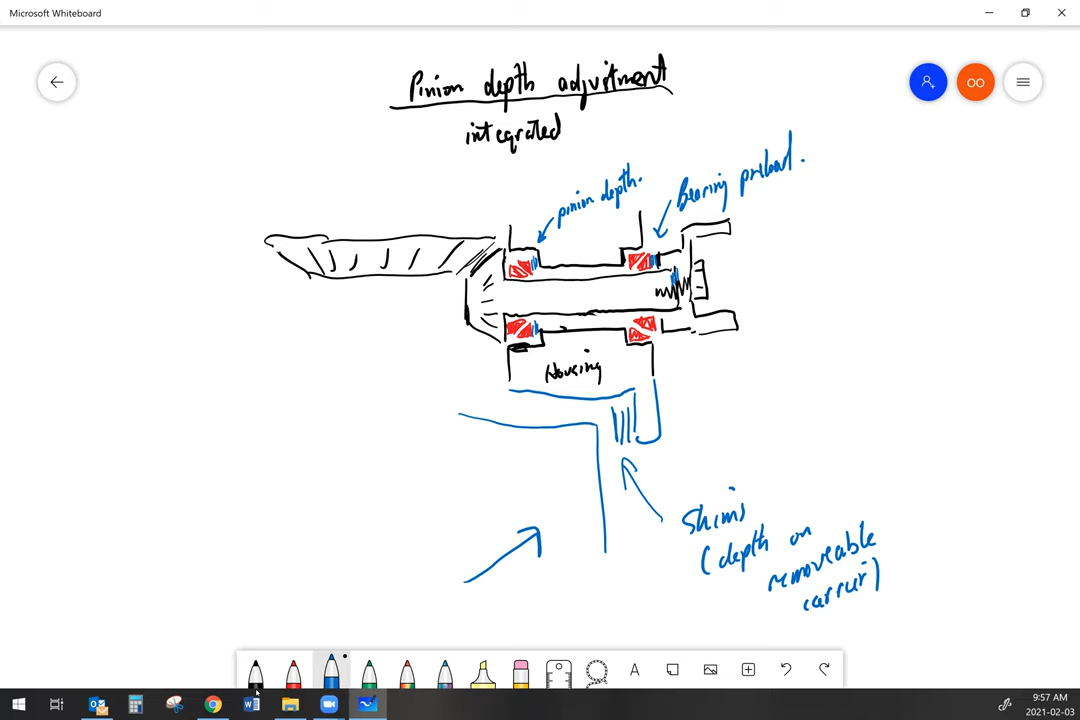 Microsoft Whiteboard
OO
Pinion depth adjustment
integrated
pinion depth.
Bearing preload.
Housing
Shims
(depth on
removeable
carrier)
A
9:57 AM
2021-02-03